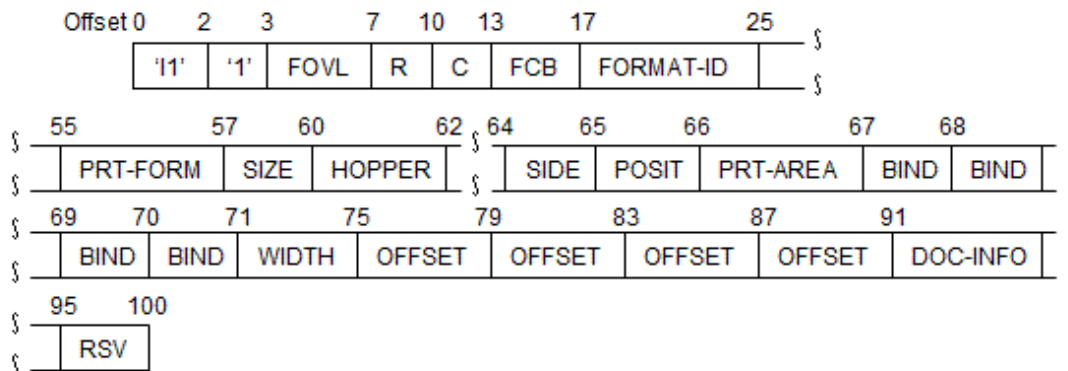 Offset 0 2 3 7 10 13 17 25
'I1' '1' FOVL R C FCB FORMAT-ID
55 57 60 62 64 65 66 67 68
PRT-FORM SIZE HOPPER SIDE POSIT PRT-AREA BIND BIND
69 70 71 75 79 83 87 91
BIND BIND WIDTH OFFSET OFFSET OFFSET OFFSET DOC-INFO
95 100
RSV